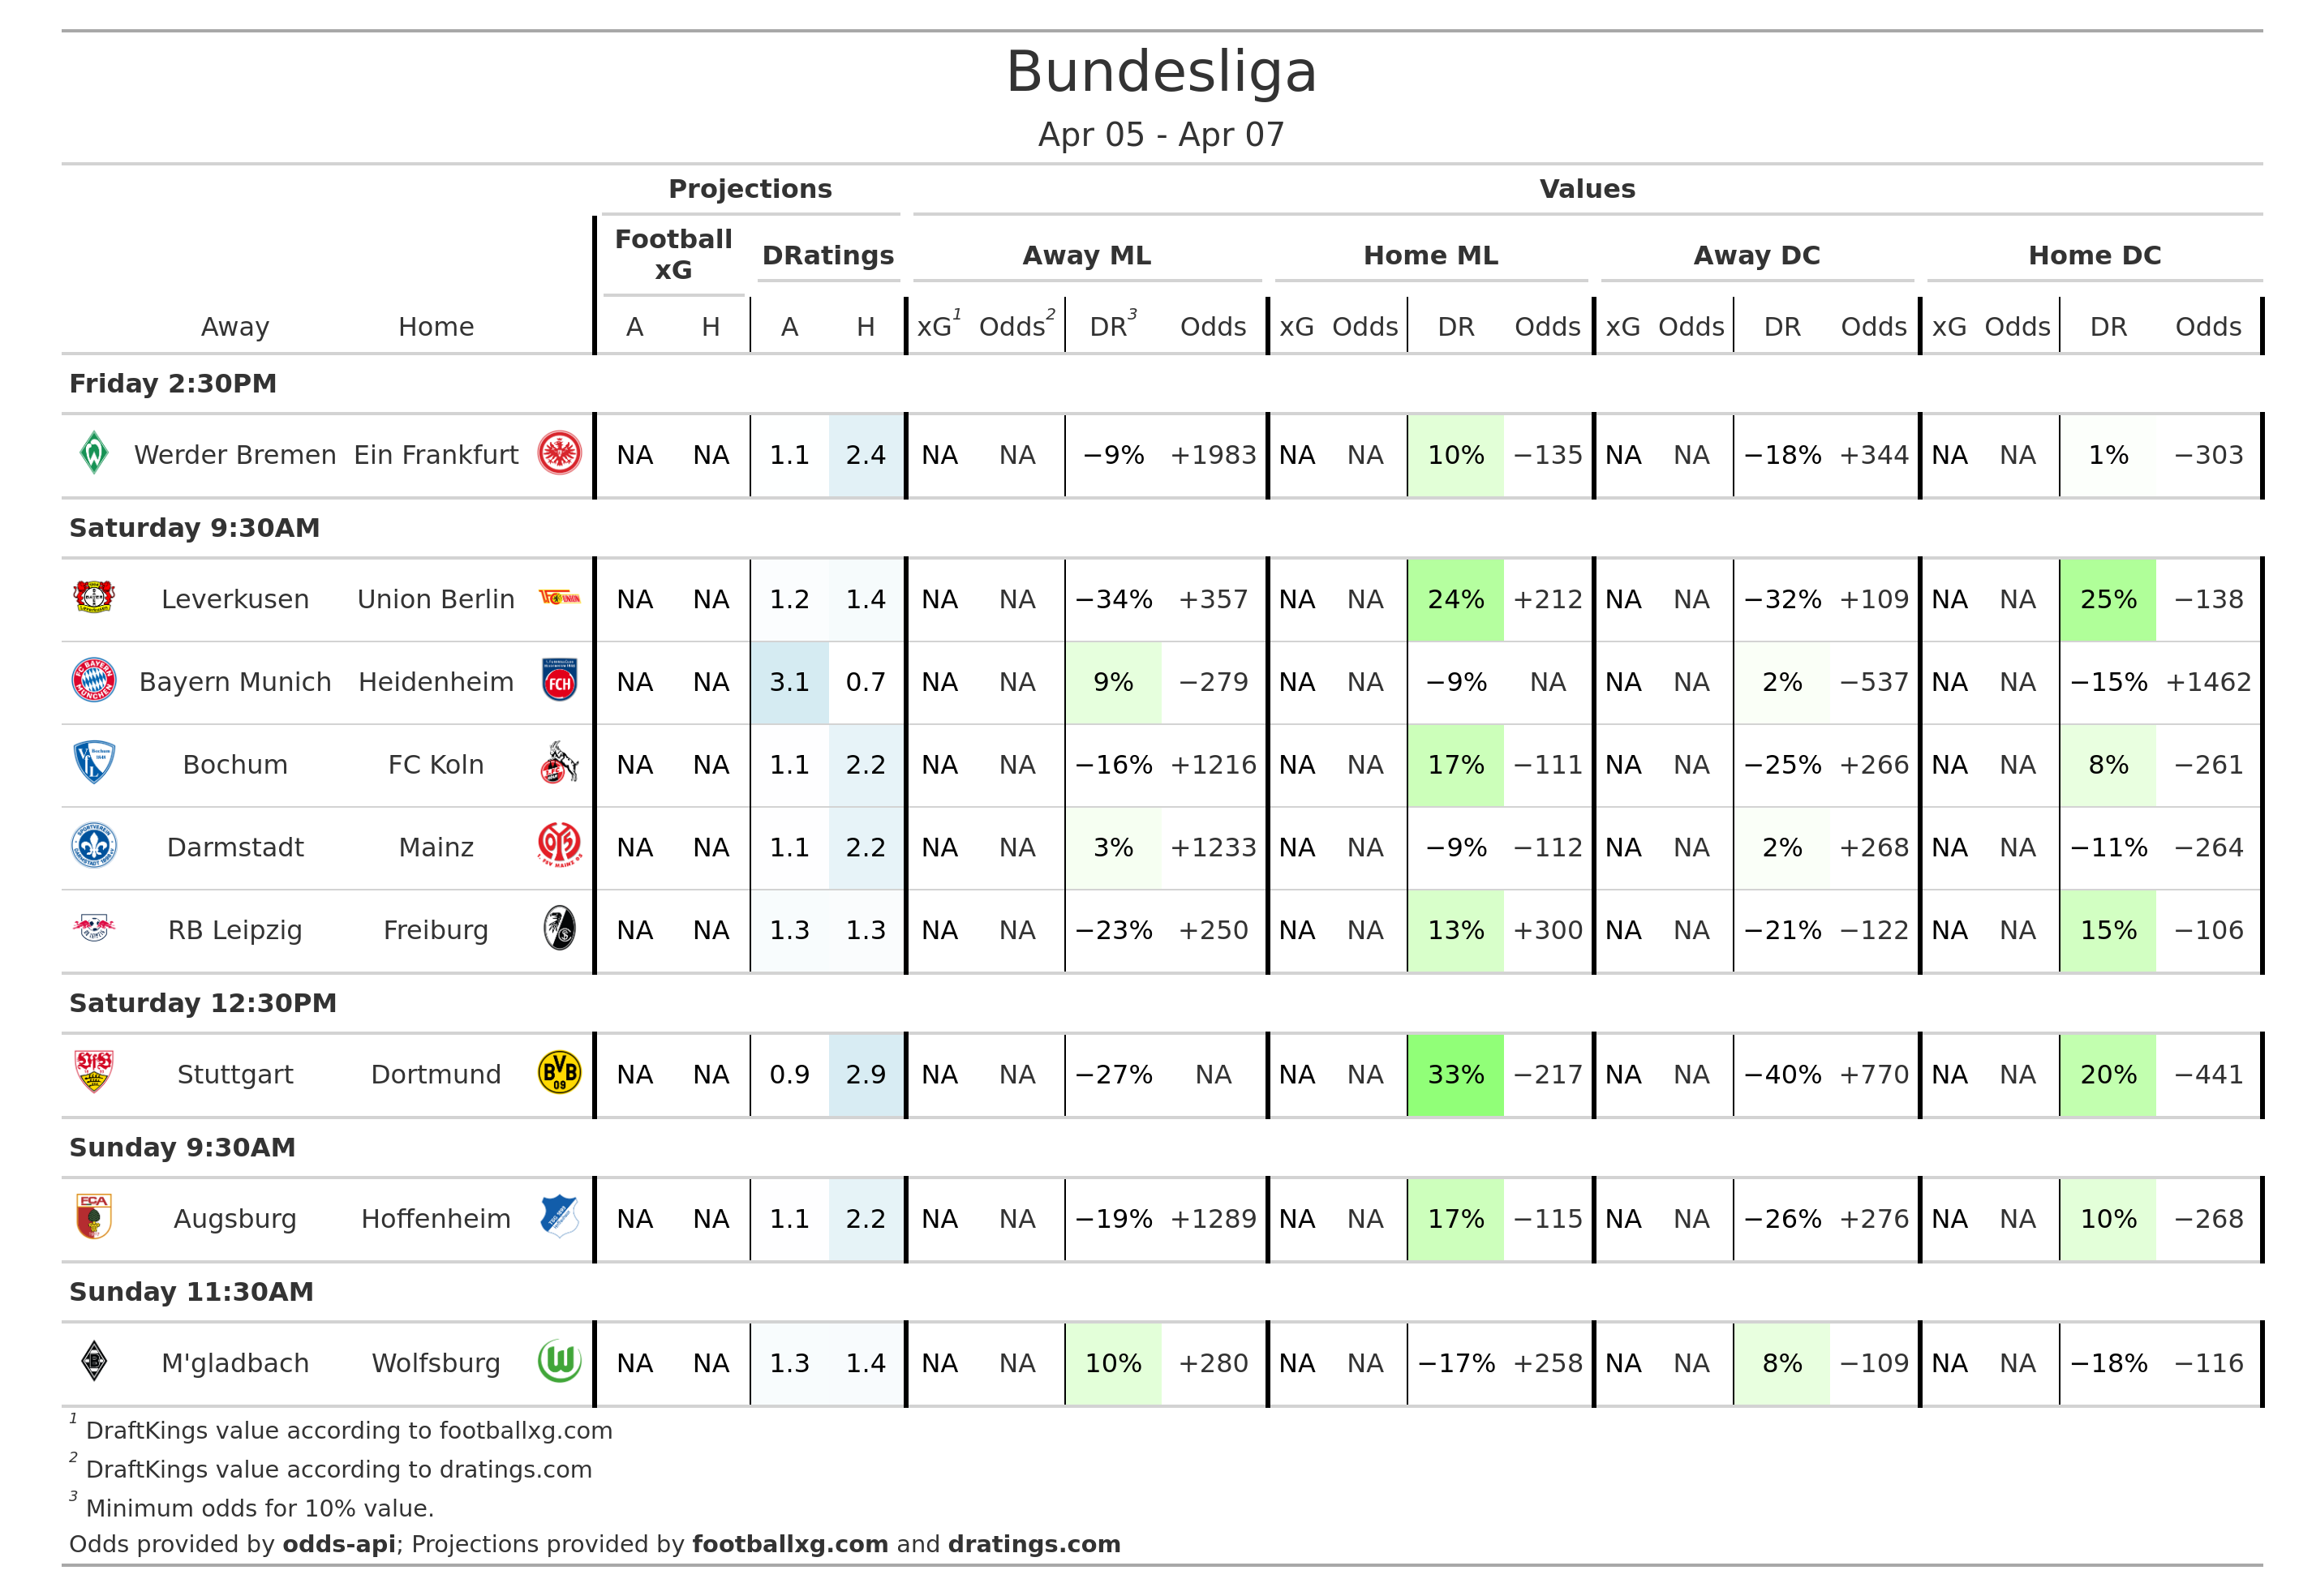 Bundesliga
Apr 05 - Apr 07
Projections Values
Football xG DRatings Away ML Home ML Away DC Home DC
Away Home A H A H xG1 Odds2 DR3 Odds xG Odds DR Odds xG Odds DR Odds xG Odds DR Odds
Friday 2:30PM
Werder Bremen Ein Frankfurt NA NA 1.1 2.4 NA NA −9% +1983 NA NA 10% −135 NA NA −18% +344 NA NA 1% −303
Saturday 9:30AM
Leverkusen Union Berlin NA NA 1.2 1.4 NA NA −34% +357 NA NA 24% +212 NA NA −32% +109 NA NA 25% −138
Bayern Munich Heidenheim NA NA 3.1 0.7 NA NA 9% −279 NA NA −9% NA NA NA 2% −537 NA NA −15% +1462
Bochum FC Koln NA NA 1.1 2.2 NA NA −16% +1216 NA NA 17% −111 NA NA −25% +266 NA NA 8% −261
Darmstadt Mainz NA NA 1.1 2.2 NA NA 3% +1233 NA NA −9% −112 NA NA 2% +268 NA NA −11% −264
RB Leipzig Freiburg NA NA 1.3 1.3 NA NA −23% +250 NA NA 13% +300 NA NA −21% −122 NA NA 15% −106
Saturday 12:30PM
Stuttgart Dortmund NA NA 0.9 2.9 NA NA −27% NA NA NA 33% −217 NA NA −40% +770 NA NA 20% −441
Sunday 9:30AM
Augsburg Hoffenheim NA NA 1.1 2.2 NA NA −19% +1289 NA NA 17% −115 NA NA −26% +276 NA NA 10% −268
Sunday 11:30AM
M'gladbach Wolfsburg NA NA 1.3 1.4 NA NA 10% +280 NA NA −17% +258 NA NA 8% −109 NA NA −18% −116
1 DraftKings value according to footballxg.com
2 DraftKings value according to dratings.com
3 Minimum odds for 10% value.
Odds provided by odds-api; Projections provided by footballxg.com and dratings.com